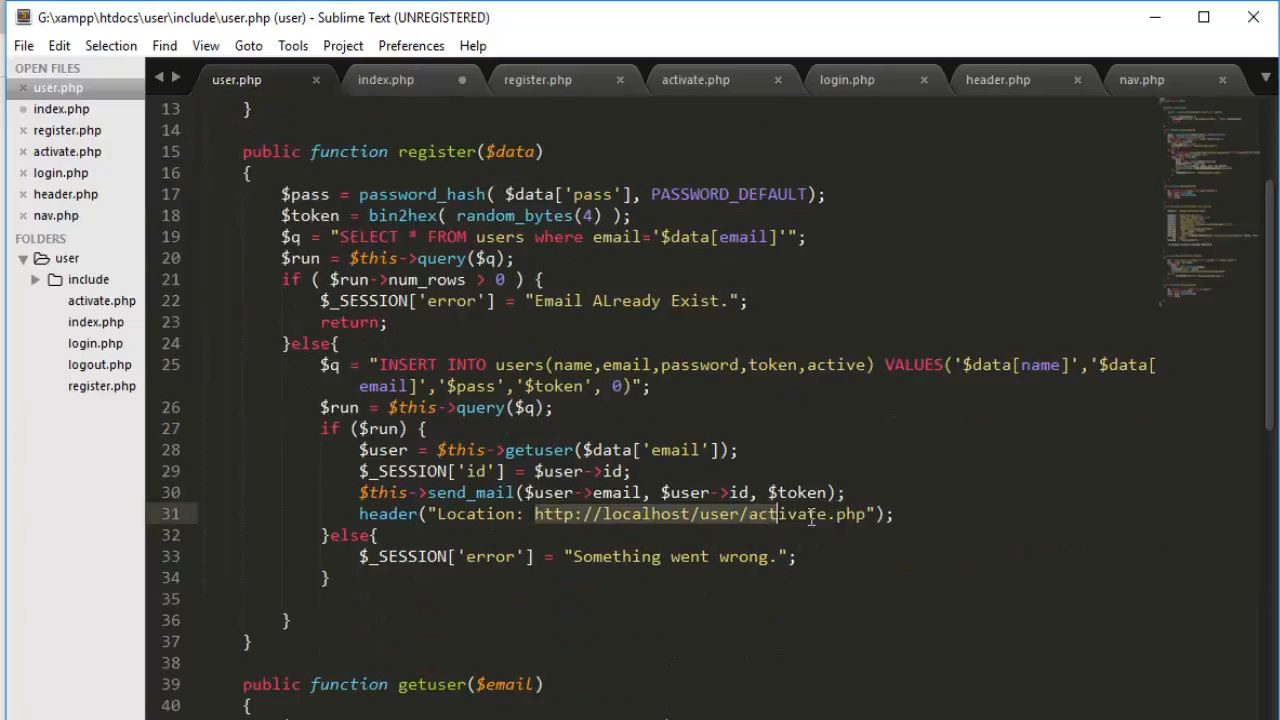 G:\xampp\htdocs\user\include\user.php (user) - Sublime Text (UNREGISTERED)
File Edit Selection Find View Goto Tools Project Preferences Help
OPEN FILES
user.php
index.php
register.php
activate.php
login.php
header.php
nav.php
FOLDERS
user
include
activate.php
index.php
login.php
logout.php
register.php
user.php index.php register.php activate.php login.php header.php nav.php
13 }
14
15 public function register($data)
16 {
17 $pass = password_hash( $data['pass'], PASSWORD_DEFAULT);
18 $token = bin2hex( random_bytes(4) );
19 $q = "SELECT * FROM users where email='$data[email]'";
20 $run = $this->query($q);
21 if ( $run->num_rows > 0 ) {
22 $_SESSION['error'] = "Email ALready Exist.";
23 return;
24 }else{
25 $q = "INSERT INTO users(name,email,password,token,active) VALUES('$data[name]','$data[
email]','$pass','$token', 0)";
26 $run = $this->query($q);
27 if ($run) {
28 $user = $this->getuser($data['email']);
29 $_SESSION['id'] = $user->id;
30 $this->send_mail($user->email, $user->id, $token);
31 header("Location: http://localhost/user/activate.php");
32 }else{
33 $_SESSION['error'] = "Something went wrong.";
34 }
35
36 }
37 }
38
39 public function getuser($email)
40 {